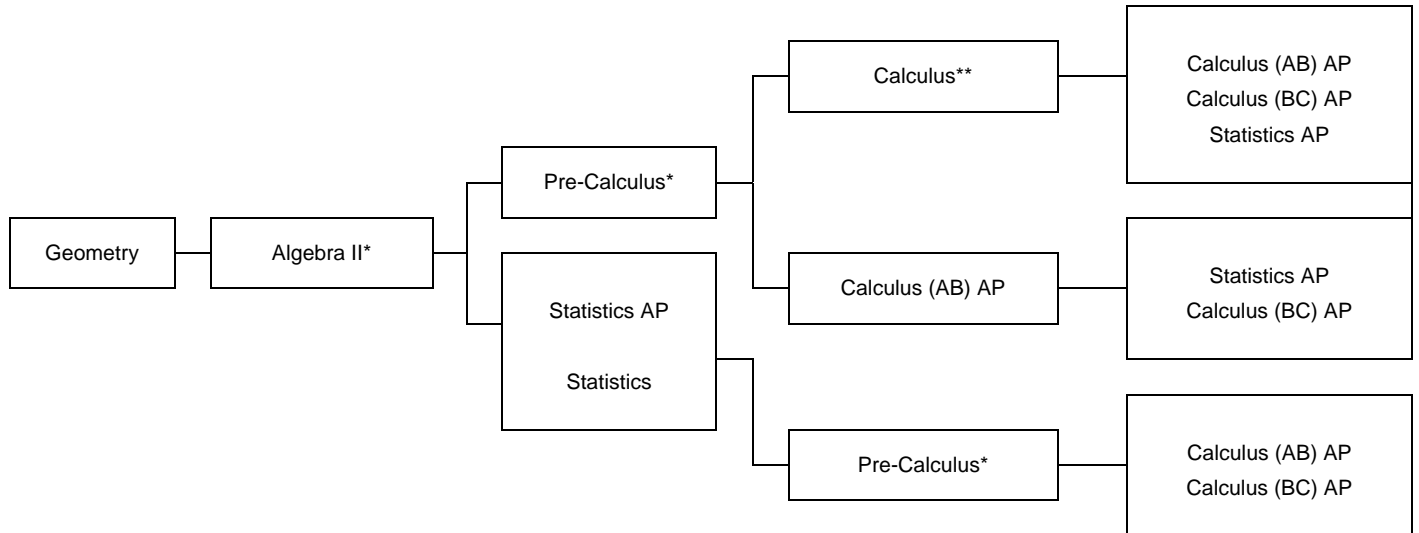 Geometry
Algebra II*
Pre-Calculus*
Statistics AP
Statistics
Calculus**
Calculus (AB) AP
Pre-Calculus*
Calculus (AB) AP
Calculus (BC) AP
Statistics AP
Statistics AP
Calculus (BC) AP
Calculus (AB) AP
Calculus (BC) AP